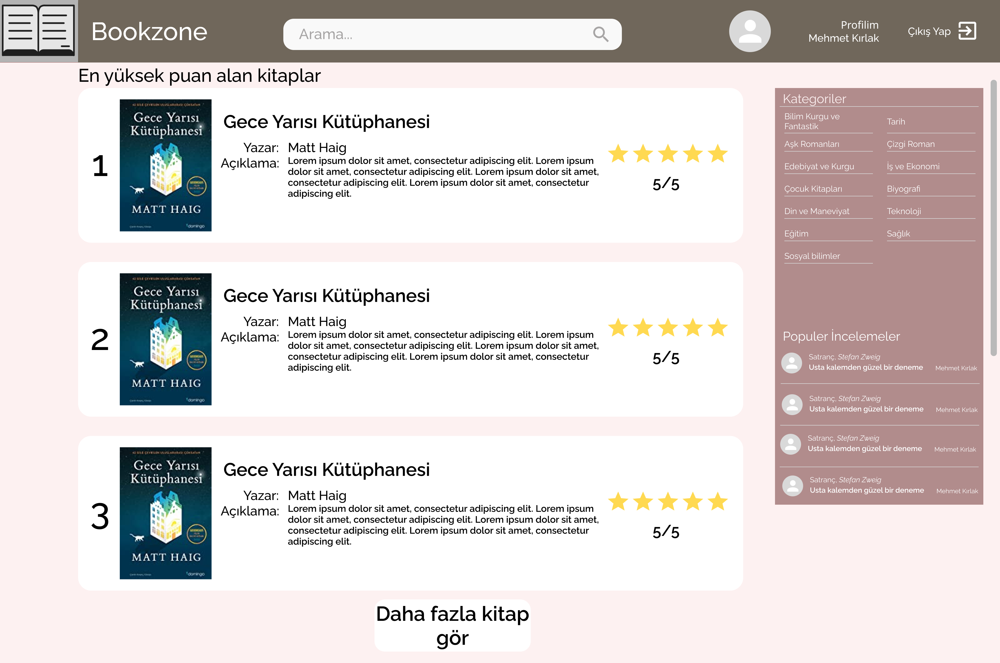 Bookzone
Arama...
Profilim
Mehmet Kırlak
Çıkış Yap
En yüksek puan alan kitaplar
1
42 DİLE ÇEVRİLEN ULUSLARARASI ÇOKSATAN
Gece Yarısı
Kütüphanesi
GOODREADS
MATT HAIG
domingo
Gece Yarısı Kütüphanesi
Yazar: Matt Haig
Açıklama: Lorem ipsum dolor sit amet, consectetur adipiscing elit. Lorem ipsum
dolor sit amet, consectetur adipiscing elit. Lorem ipsum dolor sit amet,
consectetur adipiscing elit. Lorem ipsum dolor sit amet, consectetur
adipiscing elit.
5/5
2
42 DİLE ÇEVRİLEN ULUSLARARASI ÇOKSATAN
Gece Yarısı
Kütüphanesi
GOODREADS
MATT HAIG
domingo
Gece Yarısı Kütüphanesi
Yazar: Matt Haig
Açıklama: Lorem ipsum dolor sit amet, consectetur adipiscing elit. Lorem ipsum
dolor sit amet, consectetur adipiscing elit. Lorem ipsum dolor sit amet,
consectetur adipiscing elit. Lorem ipsum dolor sit amet, consectetur
adipiscing elit.
5/5
3
42 DİLE ÇEVRİLEN ULUSLARARASI ÇOKSATAN
Gece Yarısı
Kütüphanesi
GOODREADS
MATT HAIG
domingo
Gece Yarısı Kütüphanesi
Yazar: Matt Haig
Açıklama: Lorem ipsum dolor sit amet, consectetur adipiscing elit. Lorem ipsum
dolor sit amet, consectetur adipiscing elit. Lorem ipsum dolor sit amet,
consectetur adipiscing elit. Lorem ipsum dolor sit amet, consectetur
adipiscing elit.
5/5
Daha fazla kitap
gör
Kategoriler
Bilim Kurgu ve
Fantastik
Tarih
Aşk Romanları
Çizgi Roman
Edebiyat ve Kurgu
İş ve Ekonomi
Çocuk Kitapları
Biyografi
Din ve Maneviyat
Teknoloji
Eğitim
Sağlık
Sosyal bilimler
Populer İncelemeler
Satranç, Stefan Zweig
Usta kalemden güzel bir deneme Mehmet Kırlak
Satranç, Stefan Zweig
Usta kalemden güzel bir deneme Mehmet Kırlak
Satranç, Stefan Zweig
Usta kalemden güzel bir deneme Mehmet Kırlak
Satranç, Stefan Zweig
Usta kalemden güzel bir deneme Mehmet Kırlak